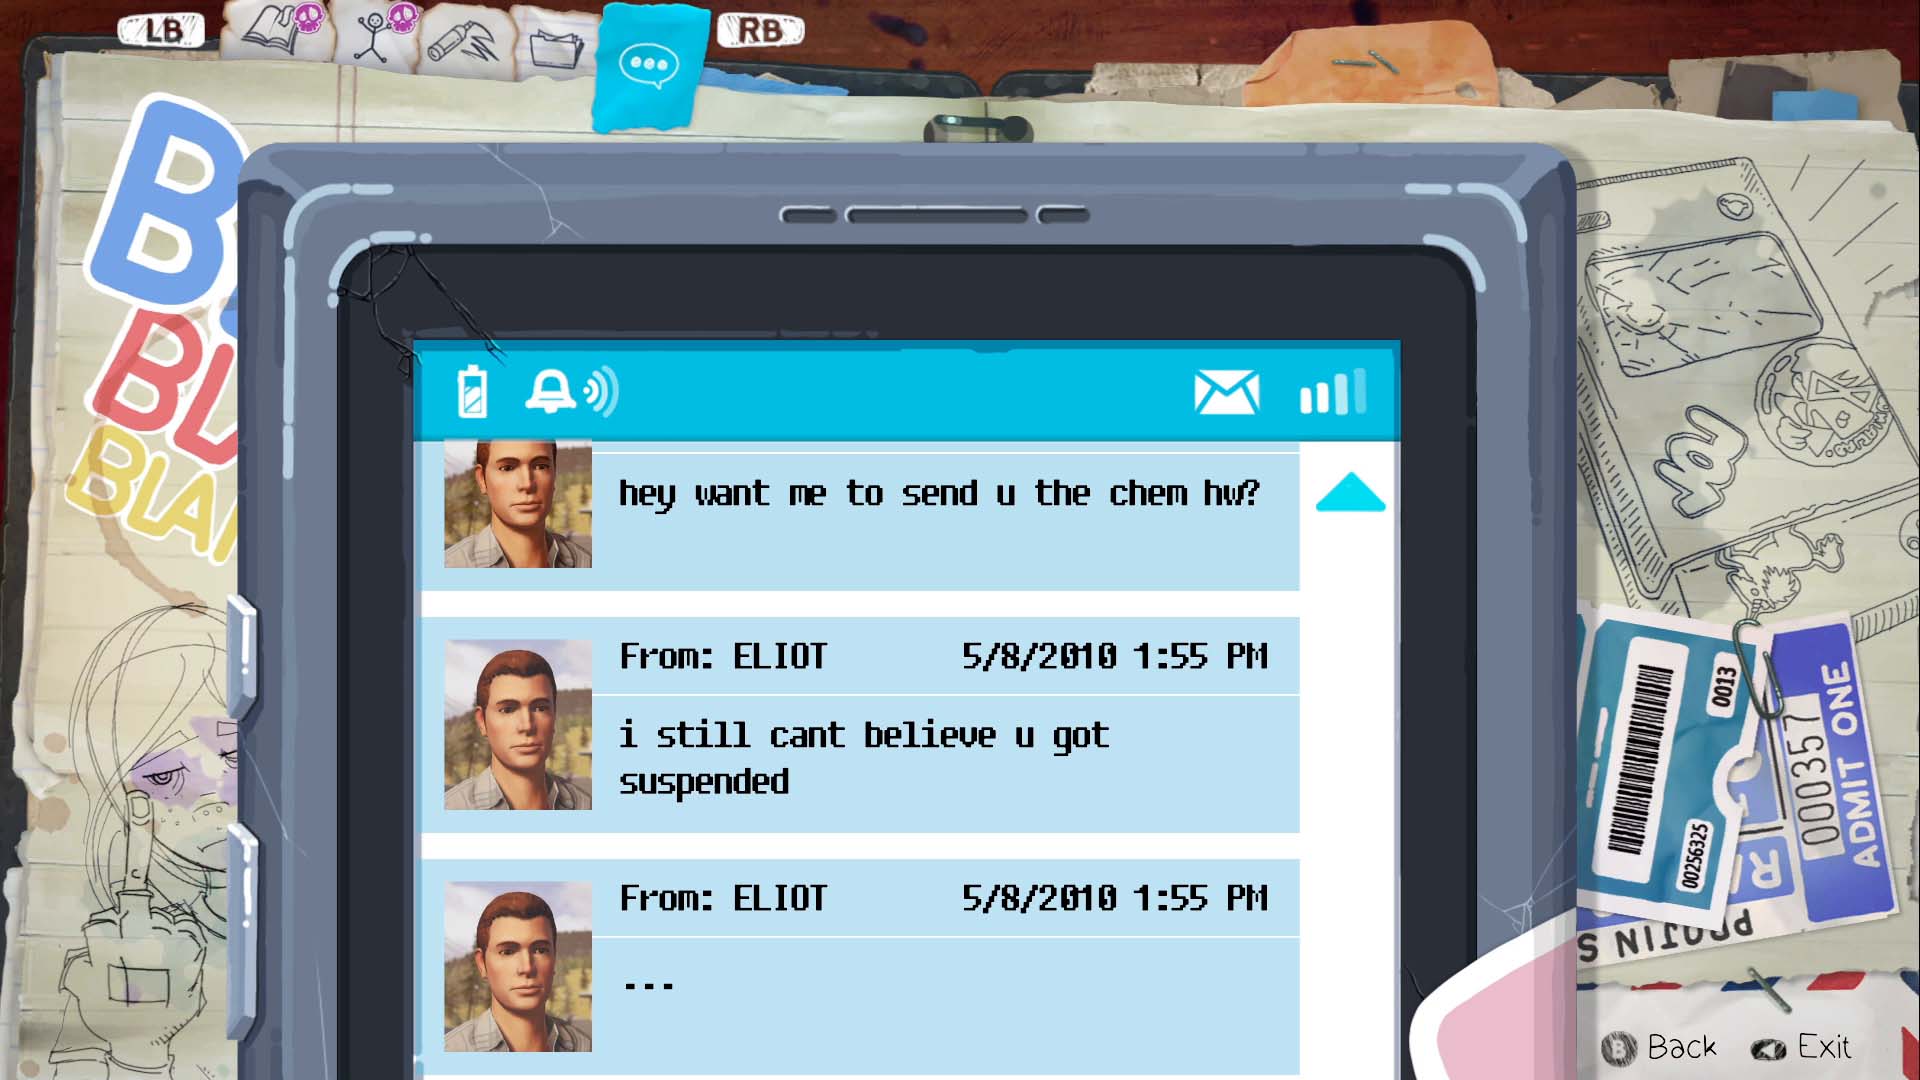 LB
RB
hey want me to send u the chem hw?
From: ELIOT 5/8/2010 1:55 PM
i still cant believe u got
suspended
From: ELIOT 5/8/2010 1:55 PM
...
0013
00256325
000357
ADMIT ONE
B Back
Exit